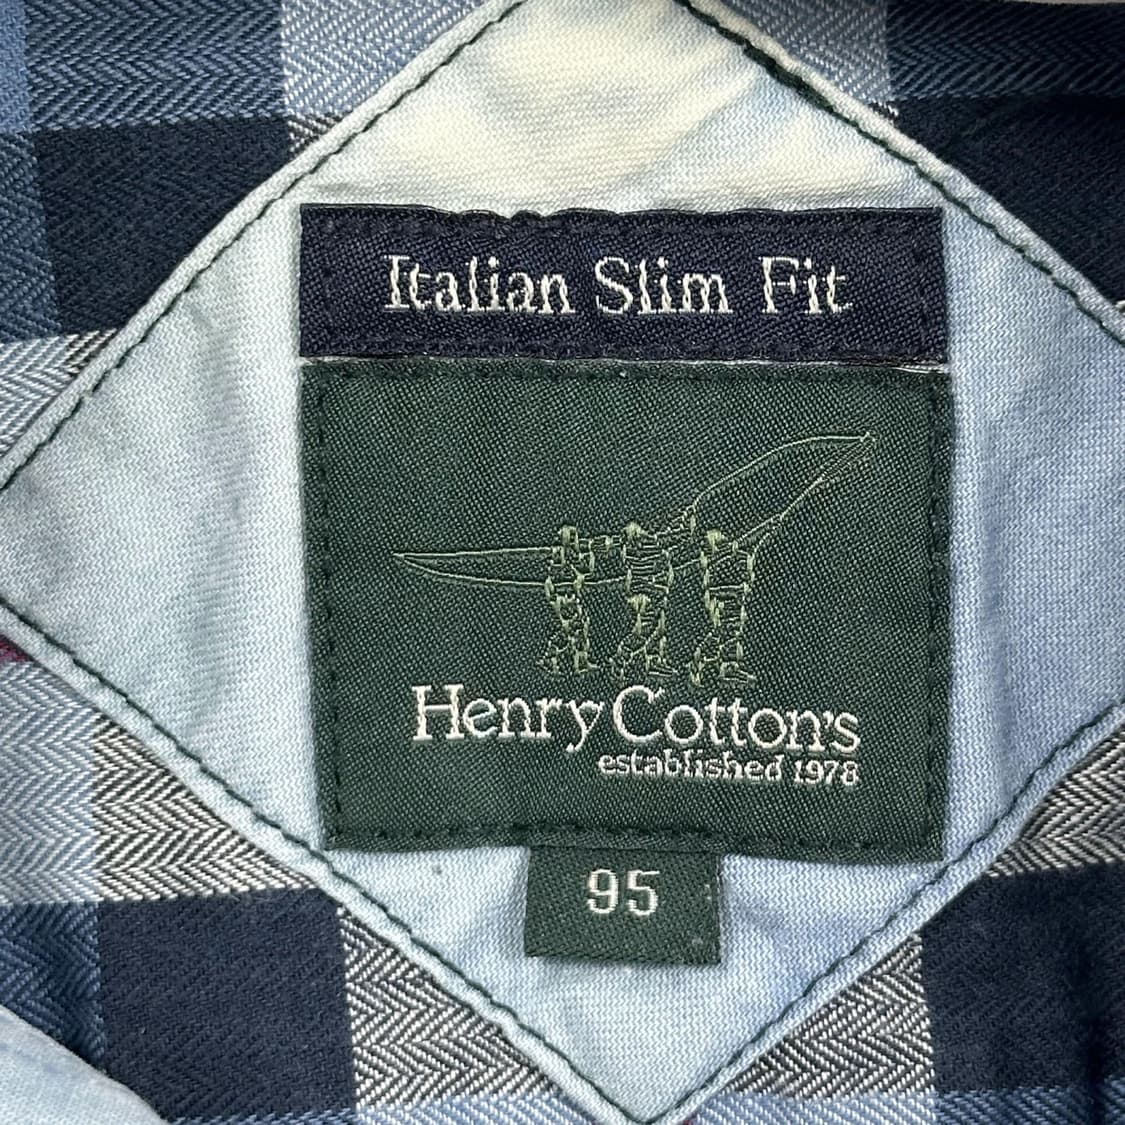 Italian Slim Fit
Henry Cotton's
established 1978
95